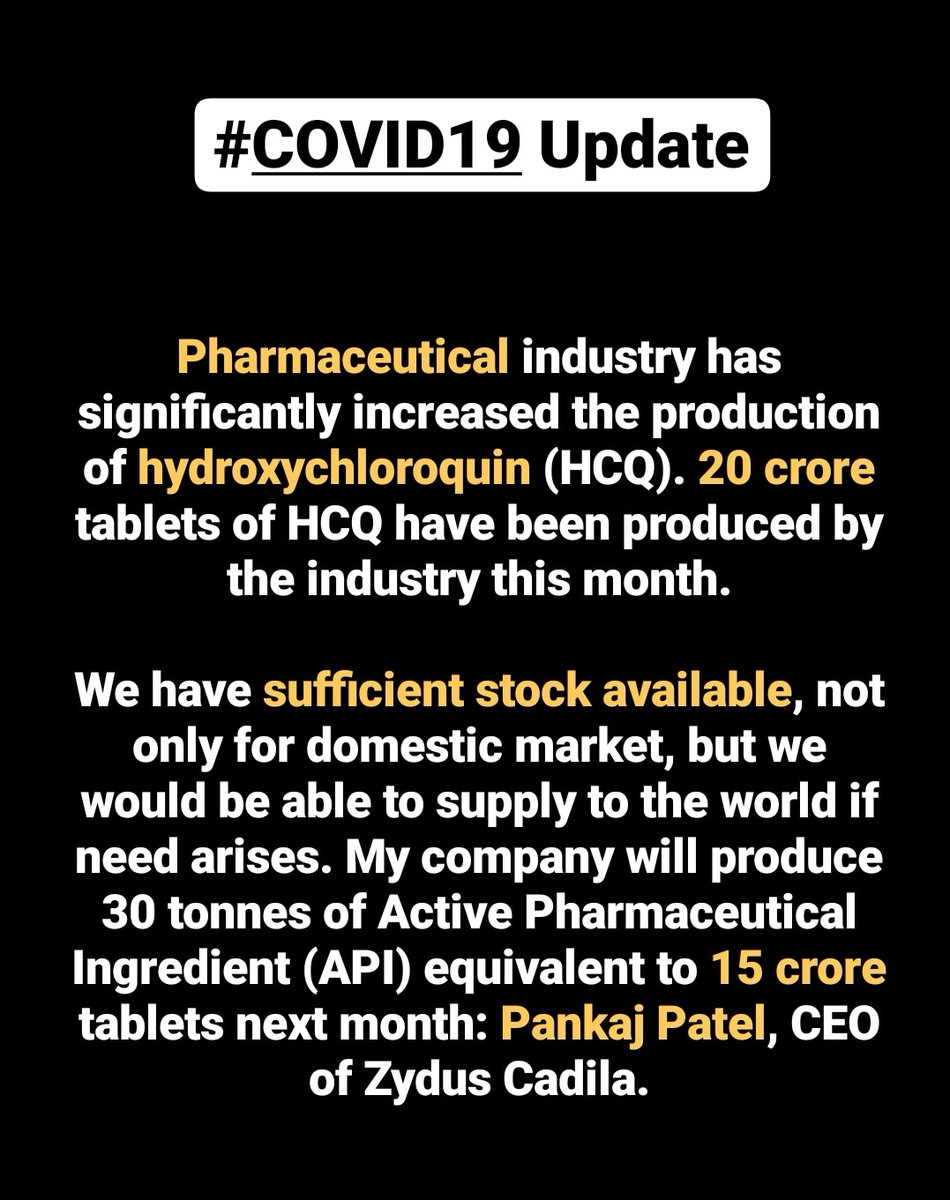 #COVID19 Update
Pharmaceutical industry has
significantly increased the production
of hydroxychloroquin (HCQ). 20 crore
tablets of HCQ have been produced by
the industry this month.
We have sufficient stock available, not
only for domestic market, but we
would be able to supply to the world if
need arises. My company will produce
30 tonnes of Active Pharmaceutical
Ingredient (API) equivalent to 15 crore
tablets next month: Pankaj Patel, CEO
of Zydus Cadila.